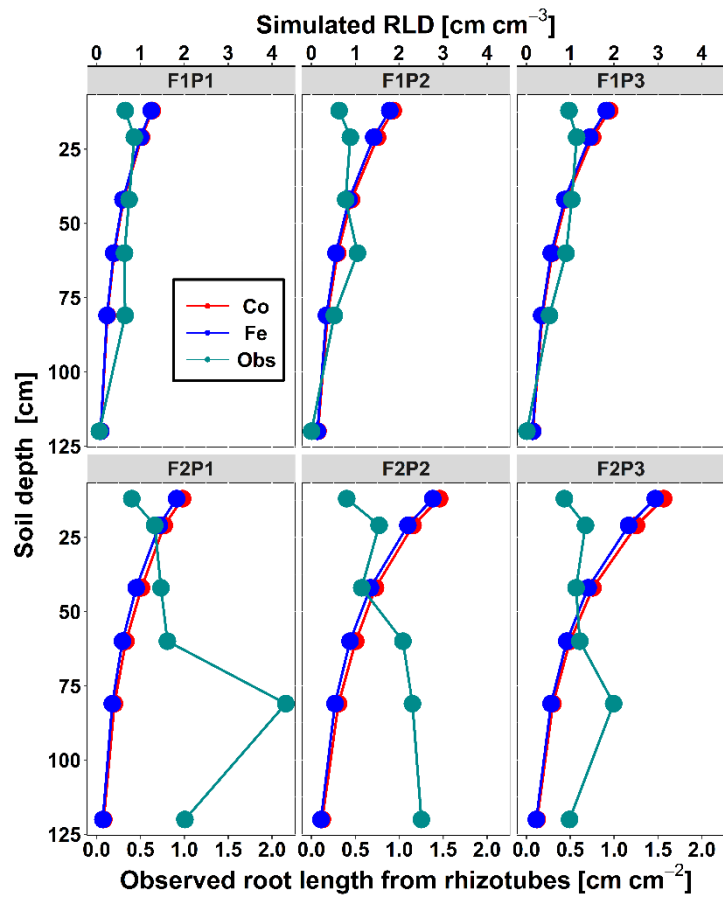 Simulated RLD [cm cm−3]
0 1 2 3 4 0 1 2 3 4 0 1 2 3 4
F1P1 F1P2 F1P3
25
50
75
100
125
Co
Fe
Obs
Soil depth [cm]
F2P1 F2P2 F2P3
25
50
75
100
125
0.0 0.5 1.0 1.5 2.0 0.0 0.5 1.0 1.5 2.0 0.0 0.5 1.0 1.5 2.0
Observed root length from rhizotubes [cm cm−2]